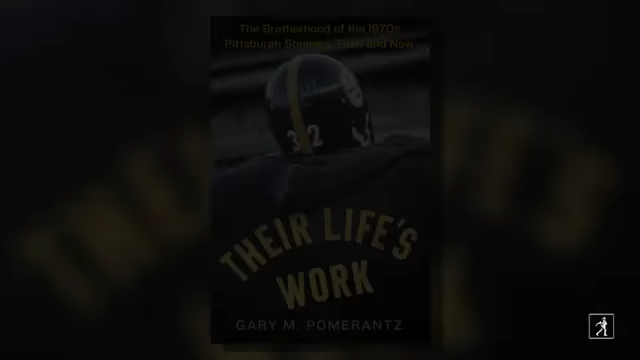 The Brotherhood of the 1970s
Pittsburgh Steelers, Then and Now
32
THEIR LIFE'S
WORK
GARY M. POMERANTZ